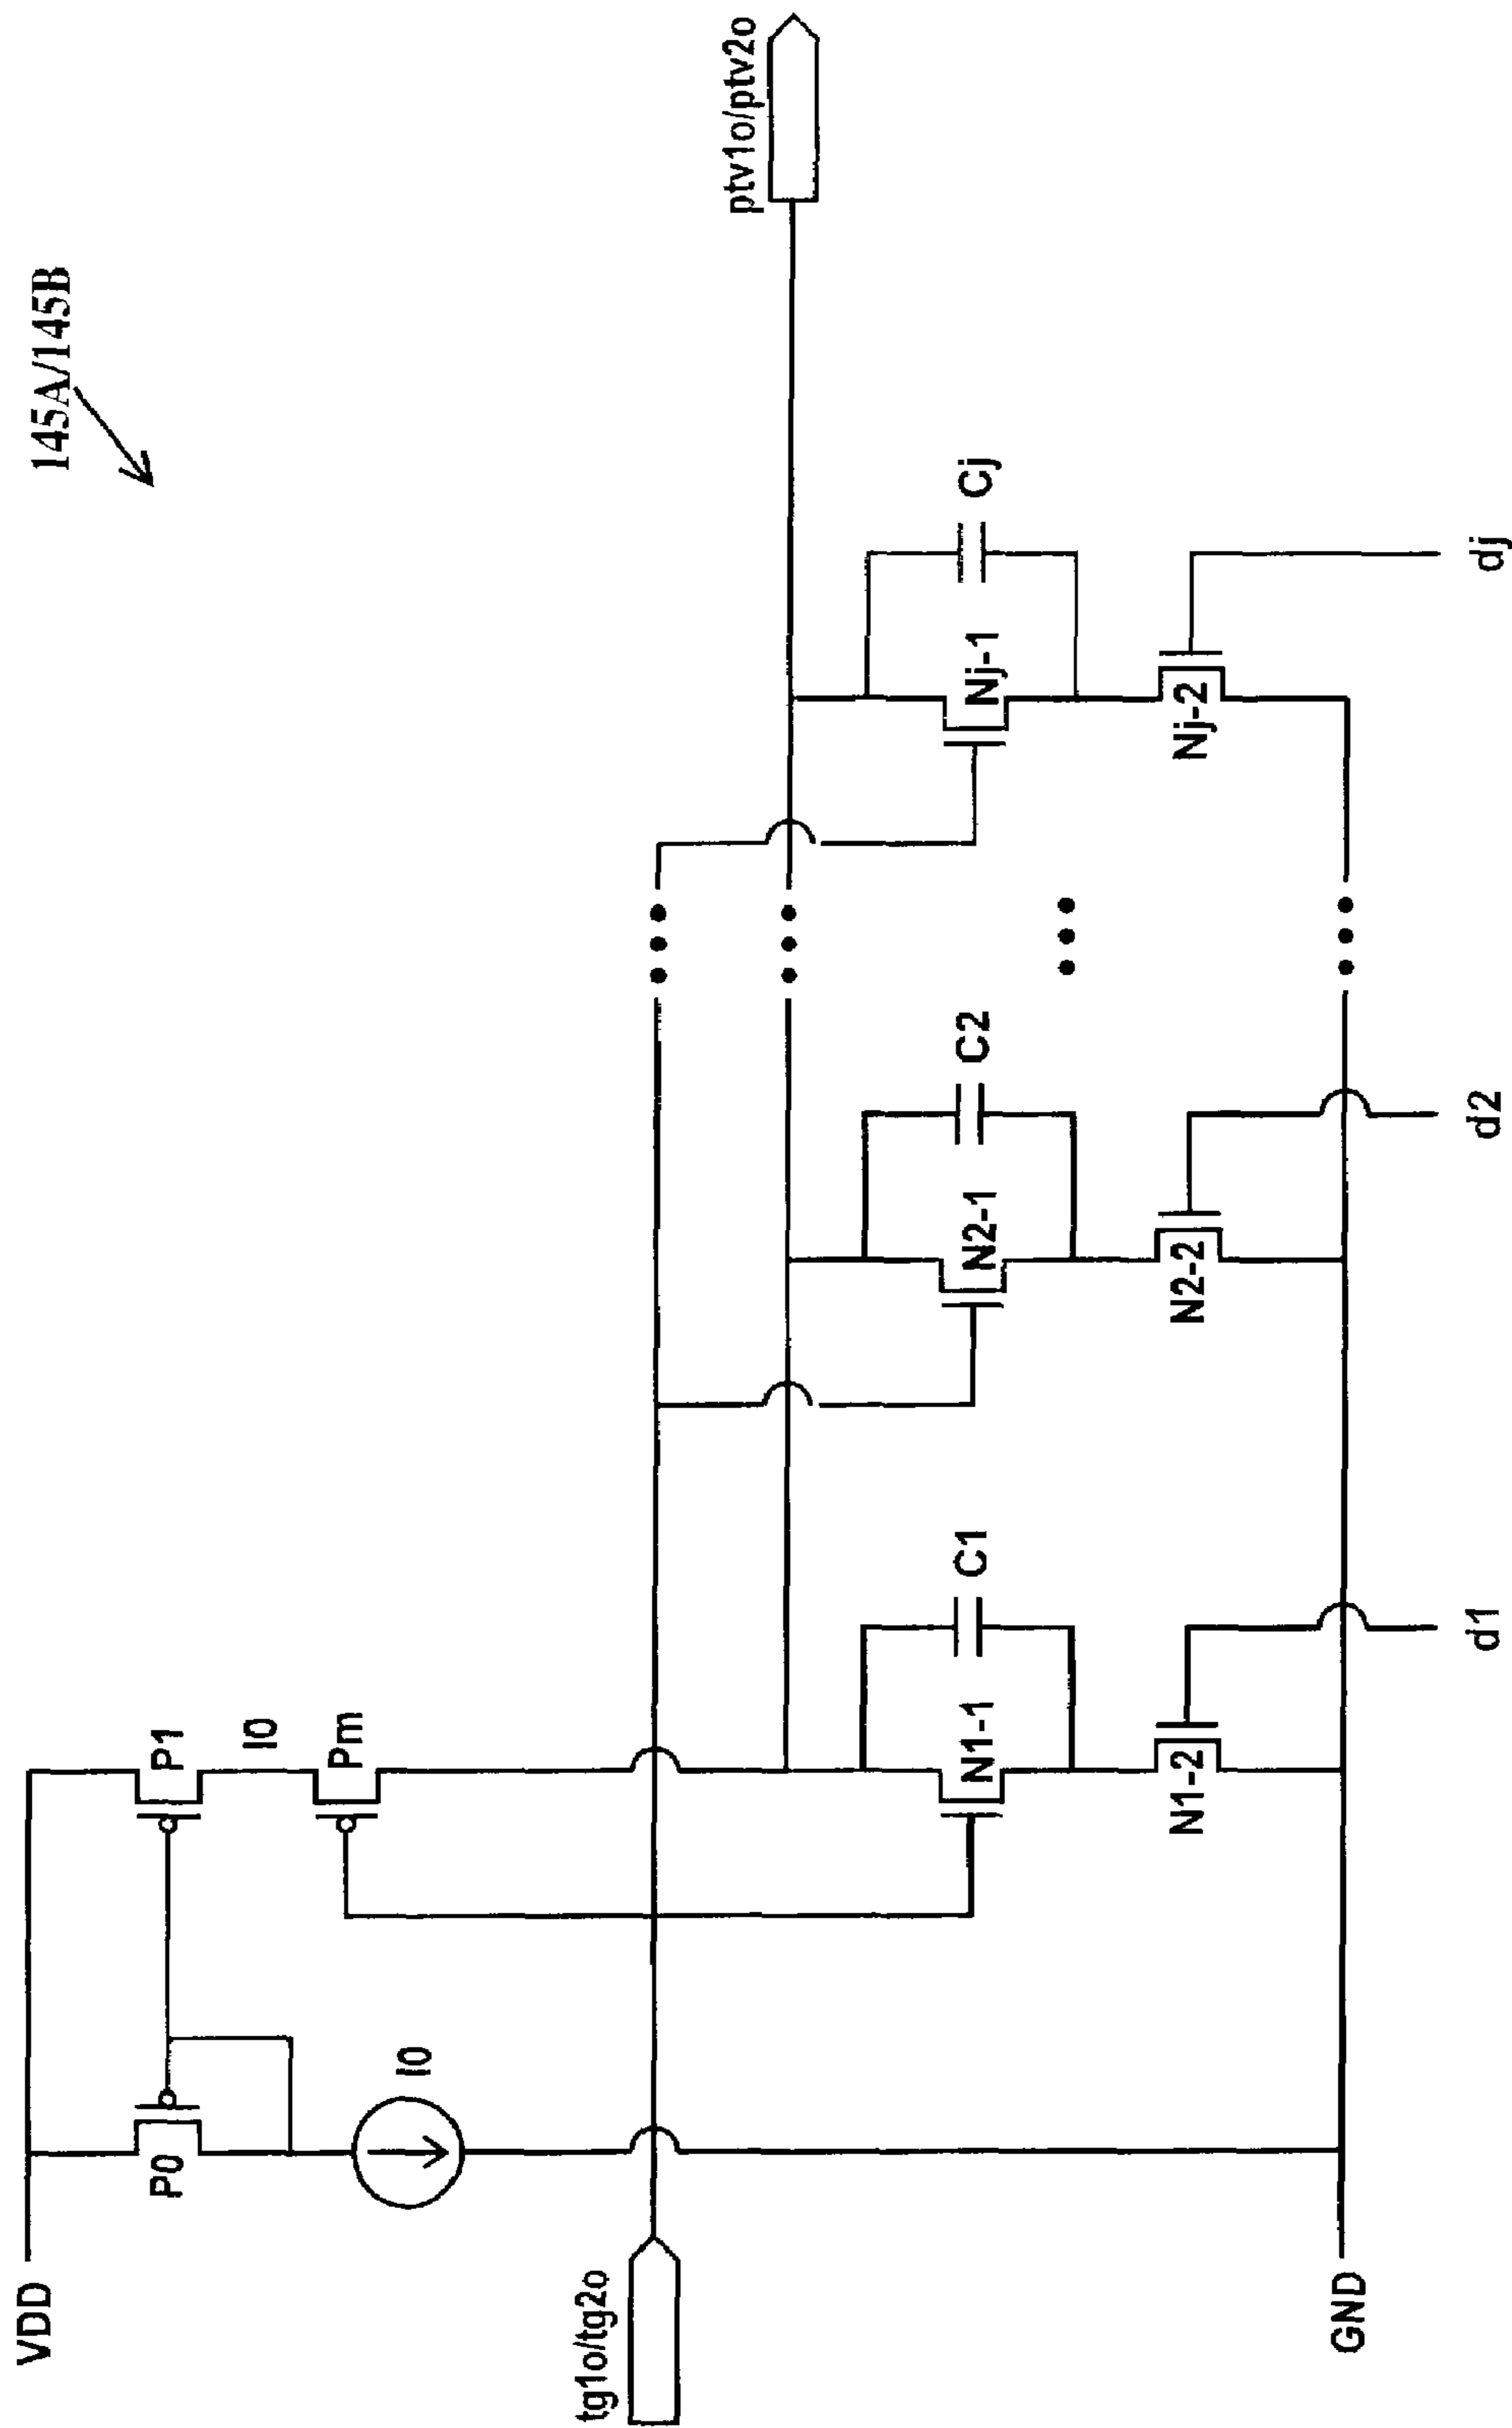 145A/145B
VDD
P0
P1
I0
I0
Pm
tg1o/tg2o
ptv1o/ptv2o
N1-1
C1
N2-1
C2
Nj-1
Cj
N1-2
N2-2
Nj-2
GND
d1
d2
dj